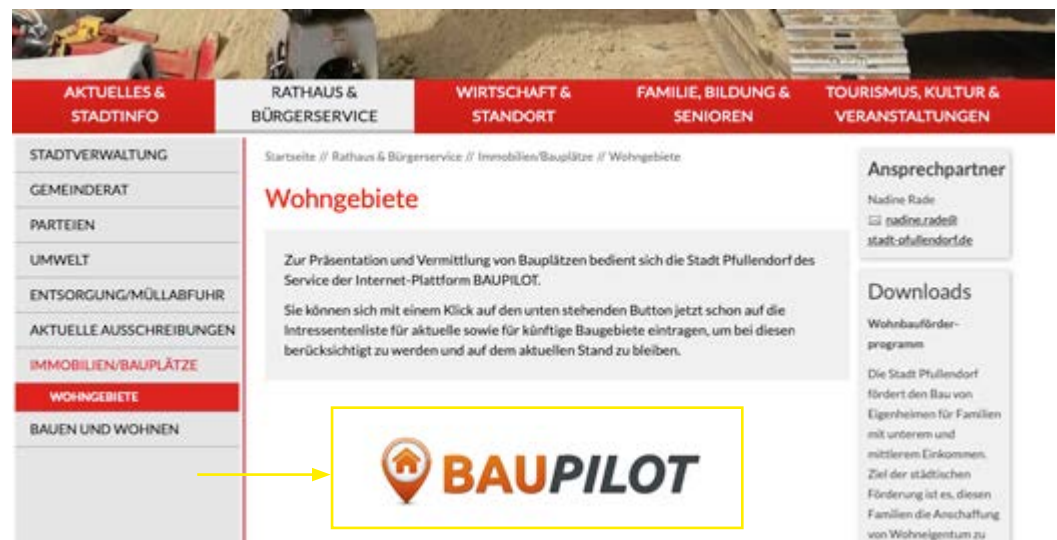 AKTUELLES &
STADTINFO
RATHAUS &
BÜRGERSERVICE
WIRTSCHAFT &
STANDORT
FAMILIE, BILDUNG &
SENIOREN
TOURISMUS, KULTUR &
VERANSTALTUNGEN
STADTVERWALTUNG
GEMEINDERAT
PARTEIEN
UMWELT
ENTSORGUNG/MÜLLABFUHR
AKTUELLE AUSSCHREIBUNGEN
IMMOBILIEN/BAUPLÄTZE
WOHNGEBIETE
BAUEN UND WOHNEN
Startseite // Rathaus & Bürgerservice // Immobilien/Bauplätze // Wohngebiete
Wohngebiete
Zur Präsentation und Vermittlung von Bauplätzen bedient sich die Stadt Pfullendorf des
Service der Internet-Plattform BAUPILOT.
Sie können sich mit einem Klick auf den unten stehenden Button jetzt schon auf die
Intressentenliste für aktuelle sowie für künftige Baugebiete eintragen, um bei diesen
berücksichtigt zu werden und auf dem aktuellen Stand zu bleiben.
BAUPILOT
Ansprechpartner
Nadine Rade
nadine.rade@
stadt-pfullendorf.de
Downloads
Wohnbauförder-
programm
Die Stadt Pfullendorf
fördert den Bau von
Eigenheimen für Familien
mit unterem und
mittlerem Einkommen.
Ziel der städtischen
Förderung ist es, diesen
Familien die Anschaffung
von Wohneigentum zu